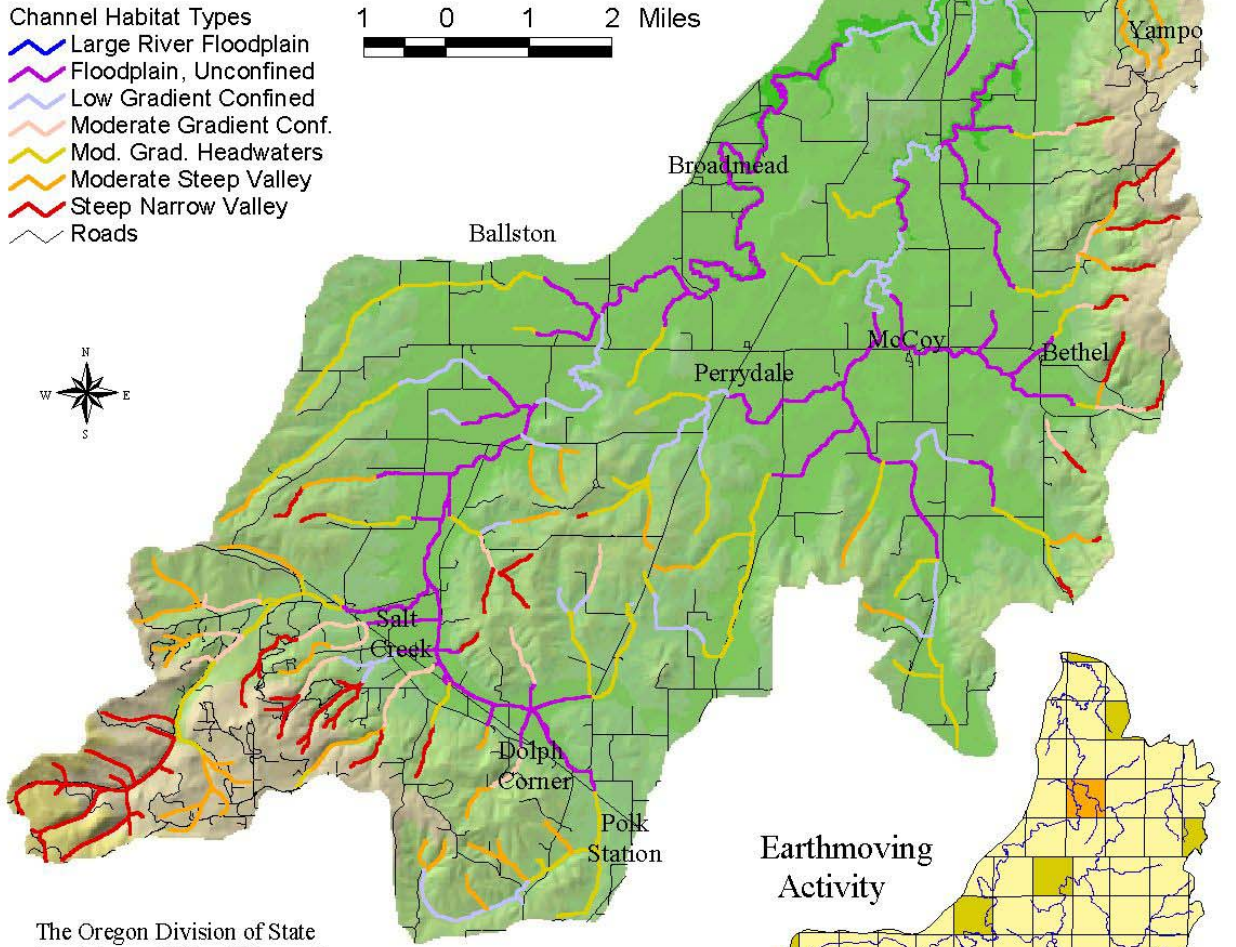 Channel Habitat Types
Large River Floodplain
Floodplain, Unconfined
Low Gradient Confined
Moderate Gradient Conf.
Mod. Grad. Headwaters
Moderate Steep Valley
Steep Narrow Valley
Roads
1 0 1 2 Miles
Yampo
Broadmead
Ballston
N
W E
S
McCoy
Bethel
Perrydale
Salt
Creek
Dolph
Corner
Polk
Station
Earthmoving
Activity
The Oregon Division of State